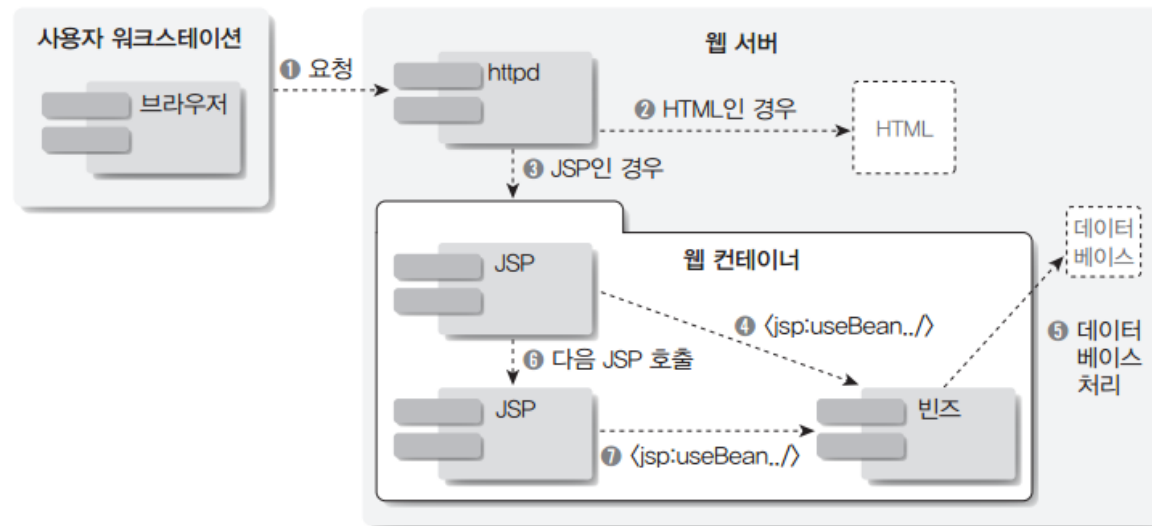 사용자 워크스테이션
브라우저
❶ 요청
웹 서버
httpd
❷ HTML인 경우
HTML
❸ JSP인 경우
웹 컨테이너
JSP
❹ 〈jsp:useBean../〉
데이터
베이스
❺ 데이터
베이스
처리
❻ 다음 JSP 호출
JSP
❼ 〈jsp:useBean../〉
빈즈